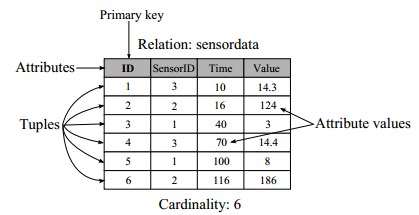 Primary key
Relation: sensordata
Attributes
ID SensorID Time Value
1 3 10 14.3
2 2 16 124
Tuples 3 1 40 3 Attribute values
4 3 70 14.4
5 1 100 8
6 2 116 186
Cardinality: 6